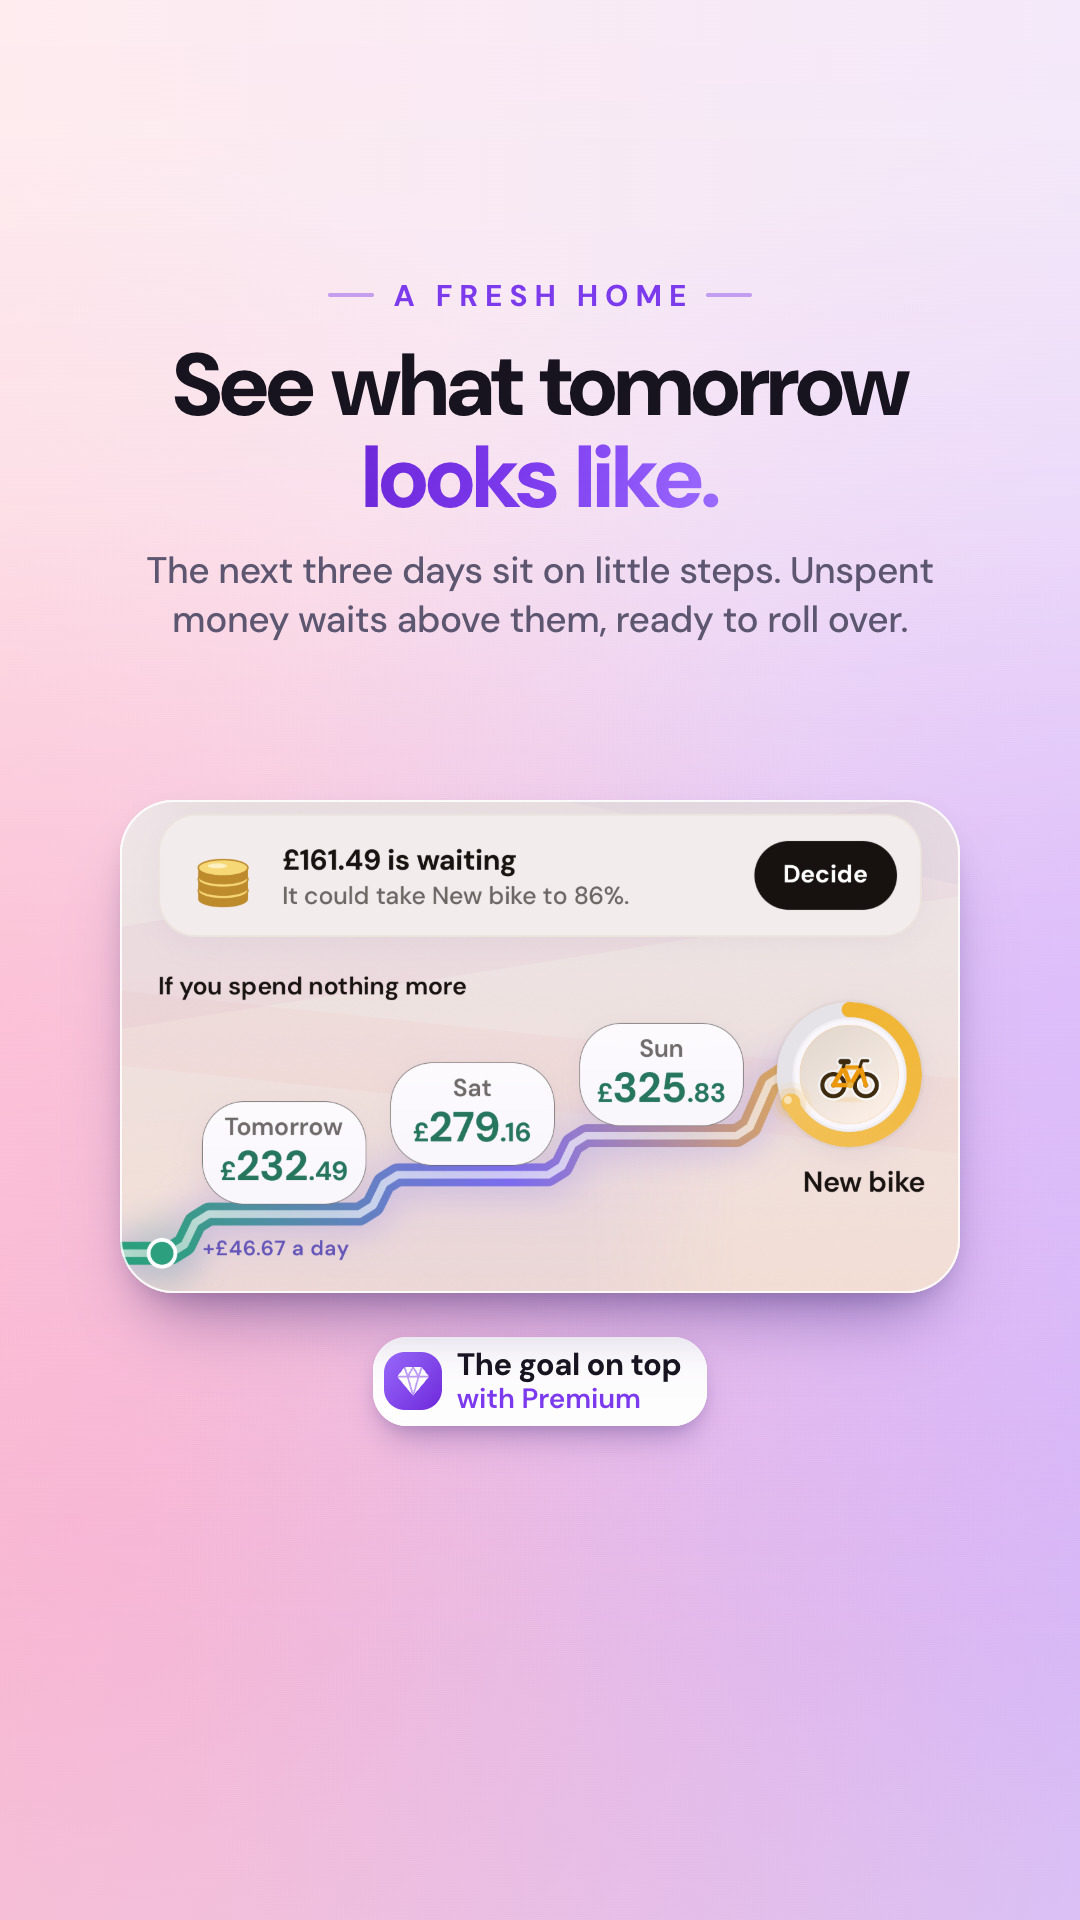 A FRESH HOME
See what tomorrow
looks like.
The next three days sit on little steps. Unspent
money waits above them, ready to roll over.
£161.49 is waiting
It could take New bike to 86%.
Decide
If you spend nothing more
Tomorrow
£232.49
Sat
£279.16
Sun
£325.83
New bike
+£46.67 a day
The goal on top
with Premium